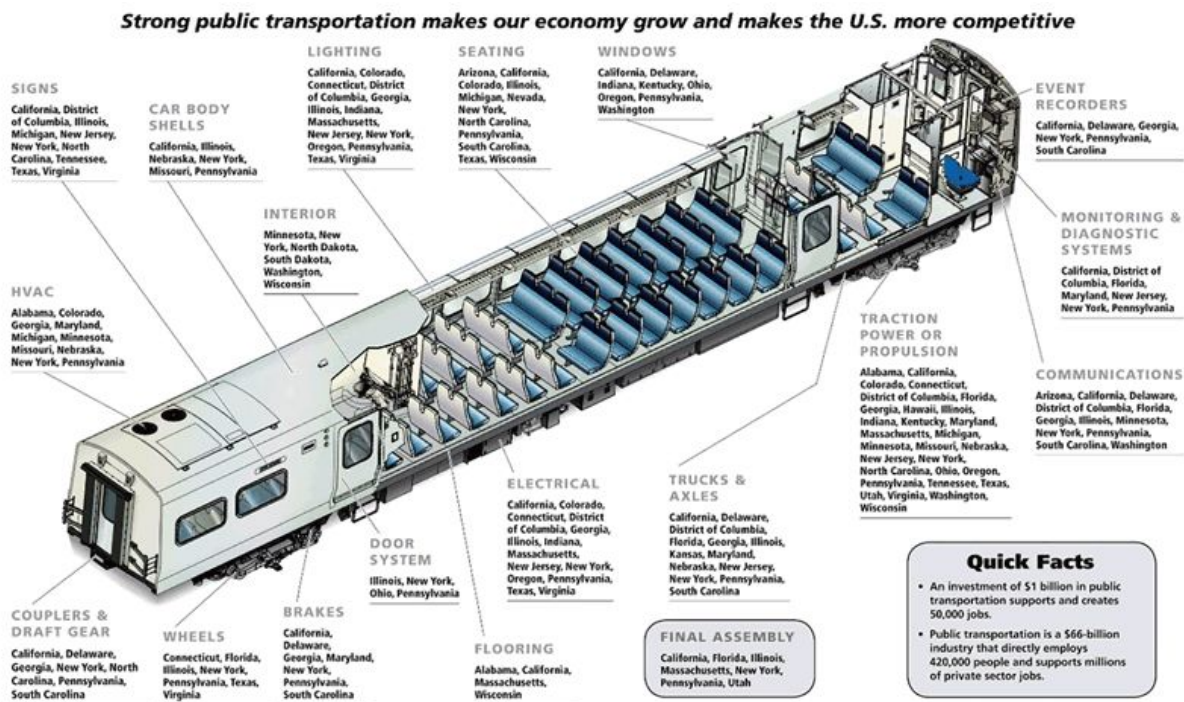 Strong public transportation makes our economy grow and makes the U.S. more competitive
SIGNS
California, District
of Columbia, Illinois,
Michigan, New Jersey,
New York, North
Carolina, Tennessee,
Texas, Virginia
CAR BODY
SHELLS
California, Illinois,
Nebraska, New York,
Missouri, Pennsylvania
LIGHTING
California, Colorado,
Connecticut, District
of Columbia, Georgia,
Illinois, Indiana,
Massachusetts,
New Jersey, New York,
Oregon, Pennsylvania,
Texas, Virginia
SEATING
Arizona, California,
Colorado, Illinois,
Michigan, Nevada,
New York,
North Carolina,
Pennsylvania,
South Carolina,
Texas, Wisconsin
WINDOWS
California, Delaware,
Indiana, Kentucky, Ohio,
Oregon, Pennsylvania,
Washington
EVENT
RECORDERS
California, Delaware, Georgia,
New York, Pennsylvania,
South Carolina
INTERIOR
Minnesota, New
York, North Dakota,
South Dakota,
Washington,
Wisconsin
MONITORING &
DIAGNOSTIC
SYSTEMS
California, District of
Columbia, Florida,
Maryland, New Jersey,
New York, Pennsylvania
HVAC
Alabama, Colorado,
Georgia, Maryland,
Michigan, Minnesota,
Missouri, Nebraska,
New York, Pennsylvania
TRACTION
POWER OR
PROPULSION
Alabama, California,
Colorado, Connecticut,
District of Columbia, Florida,
Georgia, Hawaii, Illinois,
Indiana, Kentucky, Maryland,
Massachusetts, Michigan,
Minnesota, Missouri, Nebraska,
New Jersey, New York,
North Carolina, Ohio, Oregon,
Pennsylvania, Tennessee, Texas,
Utah, Virginia, Washington,
Wisconsin
COMMUNICATIONS
Arizona, California, Delaware,
District of Columbia, Florida,
Georgia, Illinois, Minnesota,
New York, Pennsylvania,
South Carolina, Washington
COUPLERS &
DRAFT GEAR
California, Delaware,
Georgia, New York, North
Carolina, Pennsylvania,
South Carolina
WHEELS
Connecticut, Florida,
Illinois, New York,
Pennsylvania, Texas,
Virginia
BRAKES
California,
Delaware,
Georgia, Maryland,
New York,
Pennsylvania,
South Carolina
DOOR
SYSTEM
Illinois, New York,
Ohio, Pennsylvania
ELECTRICAL
California, Colorado,
Connecticut, District
of Columbia, Georgia,
Illinois, Indiana,
Massachusetts,
New Jersey, New York,
Oregon, Pennsylvania,
Texas, Virginia
FLOORING
Alabama, California,
Massachusetts,
Wisconsin
TRUCKS &
AXLES
California, Delaware,
District of Columbia,
Florida, Georgia, Illinois,
Kansas, Maryland,
Nebraska, New Jersey,
New York, Pennsylvania,
South Carolina
FINAL ASSEMBLY
California, Florida, Illinois,
Massachusetts, New York,
Pennsylvania, Utah
Quick Facts
• An investment of $1 billion in public
transportation supports and creates
50,000 jobs.
• Public transportation is a $66-billion
industry that directly employs
420,000 people and supports millions
of private sector jobs.